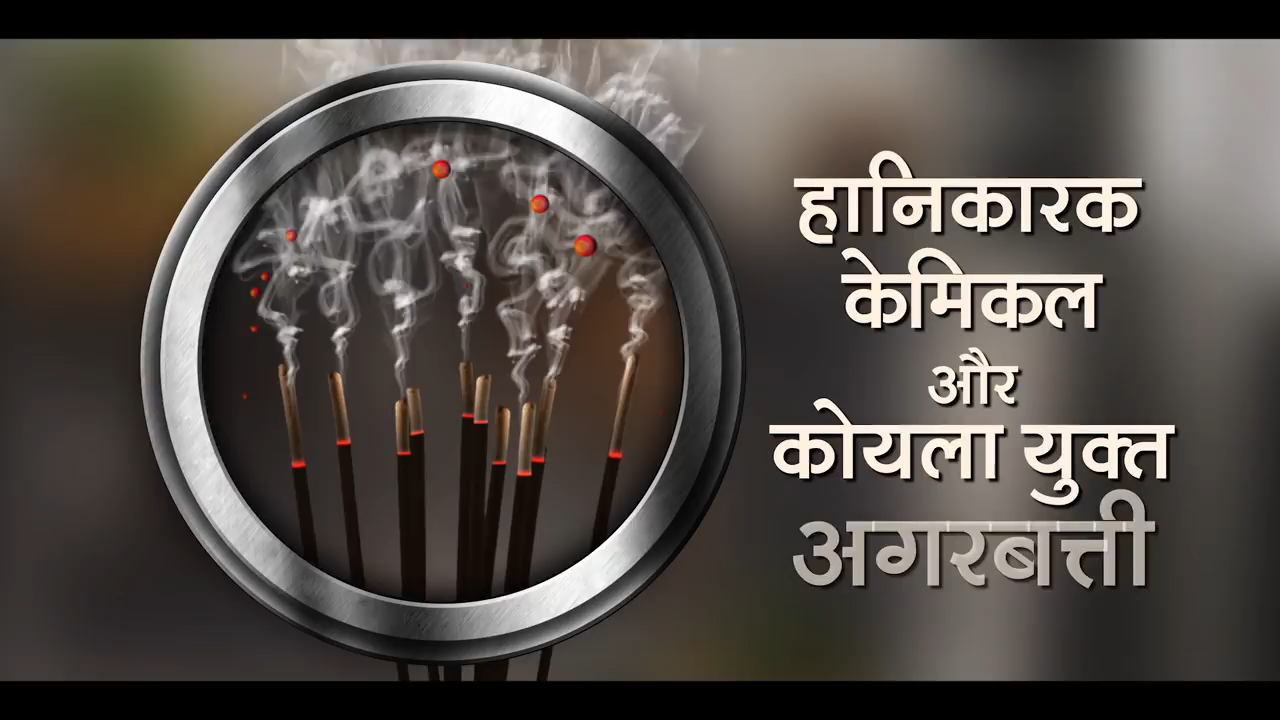 हानिकारक
केमिकल
और
कोयला युक्त
अगरबत्ती